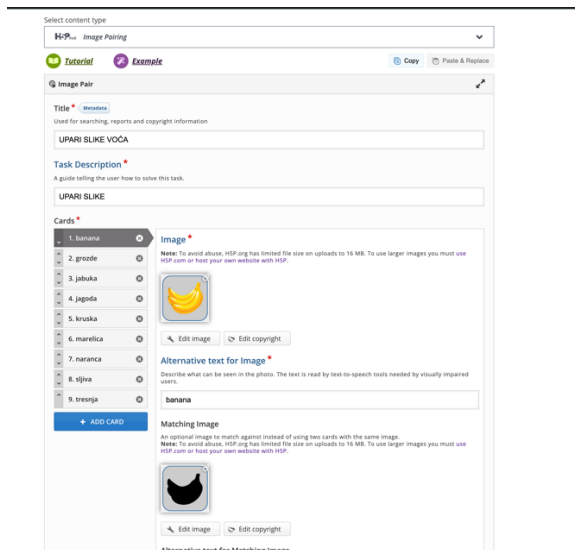 Select content type
H5P hub Image Pairing
Tutorial Example Copy Paste & Replace
Image Pair
Title * Metadata
Used for searching, reports and copyright information
UPARI SLIKE VOĆA
Task Description *
A guide telling the user how to solve this task.
UPARI SLIKE
Cards *
1. banana
2. grozde
3. jabuka
4. jagoda
5. kruska
6. marelica
7. naranca
8. sljiva
9. tresnja
+ ADD CARD
Image *
Note: To avoid abuse, H5P.org has limited file size on uploads to 16 MB. To use larger images you must use
H5P.com or host your own website with H5P.
Edit image Edit copyright
Alternative text for Image *
Describe what can be seen in the photo. The text is read by text-to-speech tools needed by visually impaired
users.
banana
Matching Image
An optional image to match against instead of using two cards with the same image.
Note: To avoid abuse, H5P.org has limited file size on uploads to 16 MB. To use larger images you must use
H5P.com or host your own website with H5P.
Edit image Edit copyright
Alternative text for Matching Image